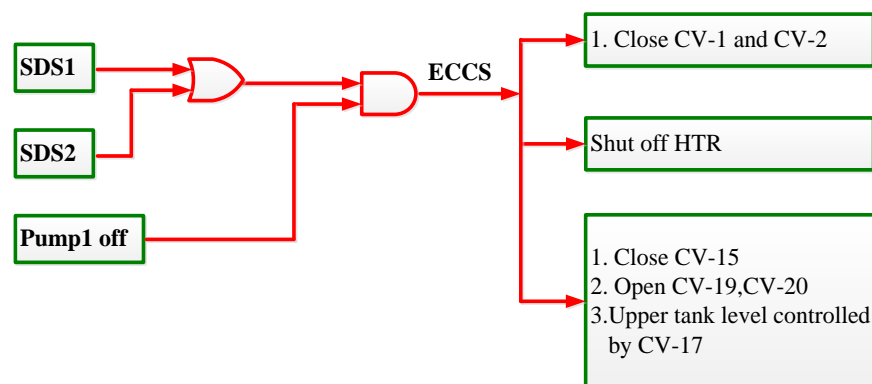 SDS1
SDS2
Pump1 off
ECCS
1. Close CV-1 and CV-2
Shut off HTR
1. Close CV-15
2. Open CV-19,CV-20
3.Upper tank level controlled
by CV-17